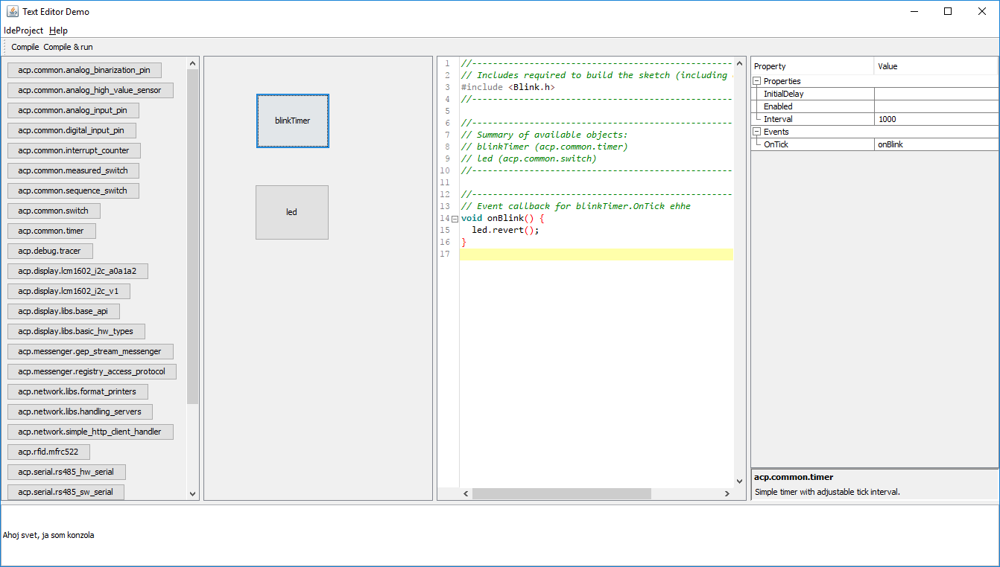 Text Editor Demo
IdeProject Help
Compile Compile & run
acp.common.analog_binarization_pin
acp.common.analog_high_value_sensor
acp.common.analog_input_pin
acp.common.digital_input_pin
acp.common.interrupt_counter
acp.common.measured_switch
acp.common.sequence_switch
acp.common.switch
acp.common.timer
acp.debug.tracer
acp.display.lcm1602_i2c_a0a1a2
acp.display.lcm1602_i2c_v1
acp.display.libs.base_api
acp.display.libs.basic_hw_types
acp.messenger.gep_stream_messenger
acp.messenger.registry_access_protocol
acp.network.libs.format_printers
acp.network.libs.handling_servers
acp.network.simple_http_client_handler
acp.rfid.mfrc522
acp.serial.rs485_hw_serial
acp.serial.rs485_sw_serial
blinkTimer
led
1 //--------------------------------------------------
2 // Includes required to build the sketch (including
3 #include <Blink.h>
4 //--------------------------------------------------
5
6 //--------------------------------------------------
7 // Summary of available objects:
8 // blinkTimer (acp.common.timer)
9 // led (acp.common.switch)
10 //--------------------------------------------------
11
12 //--------------------------------------------------
13 // Event callback for blinkTimer.OnTick ehhe
14 void onBlink() {
15   led.revert();
16 }
17
Property Value
Properties
InitialDelay
Enabled
Interval 1000
Events
OnTick onBlink
acp.common.timer
Simple timer with adjustable tick interval.
Ahoj svet, ja som konzola